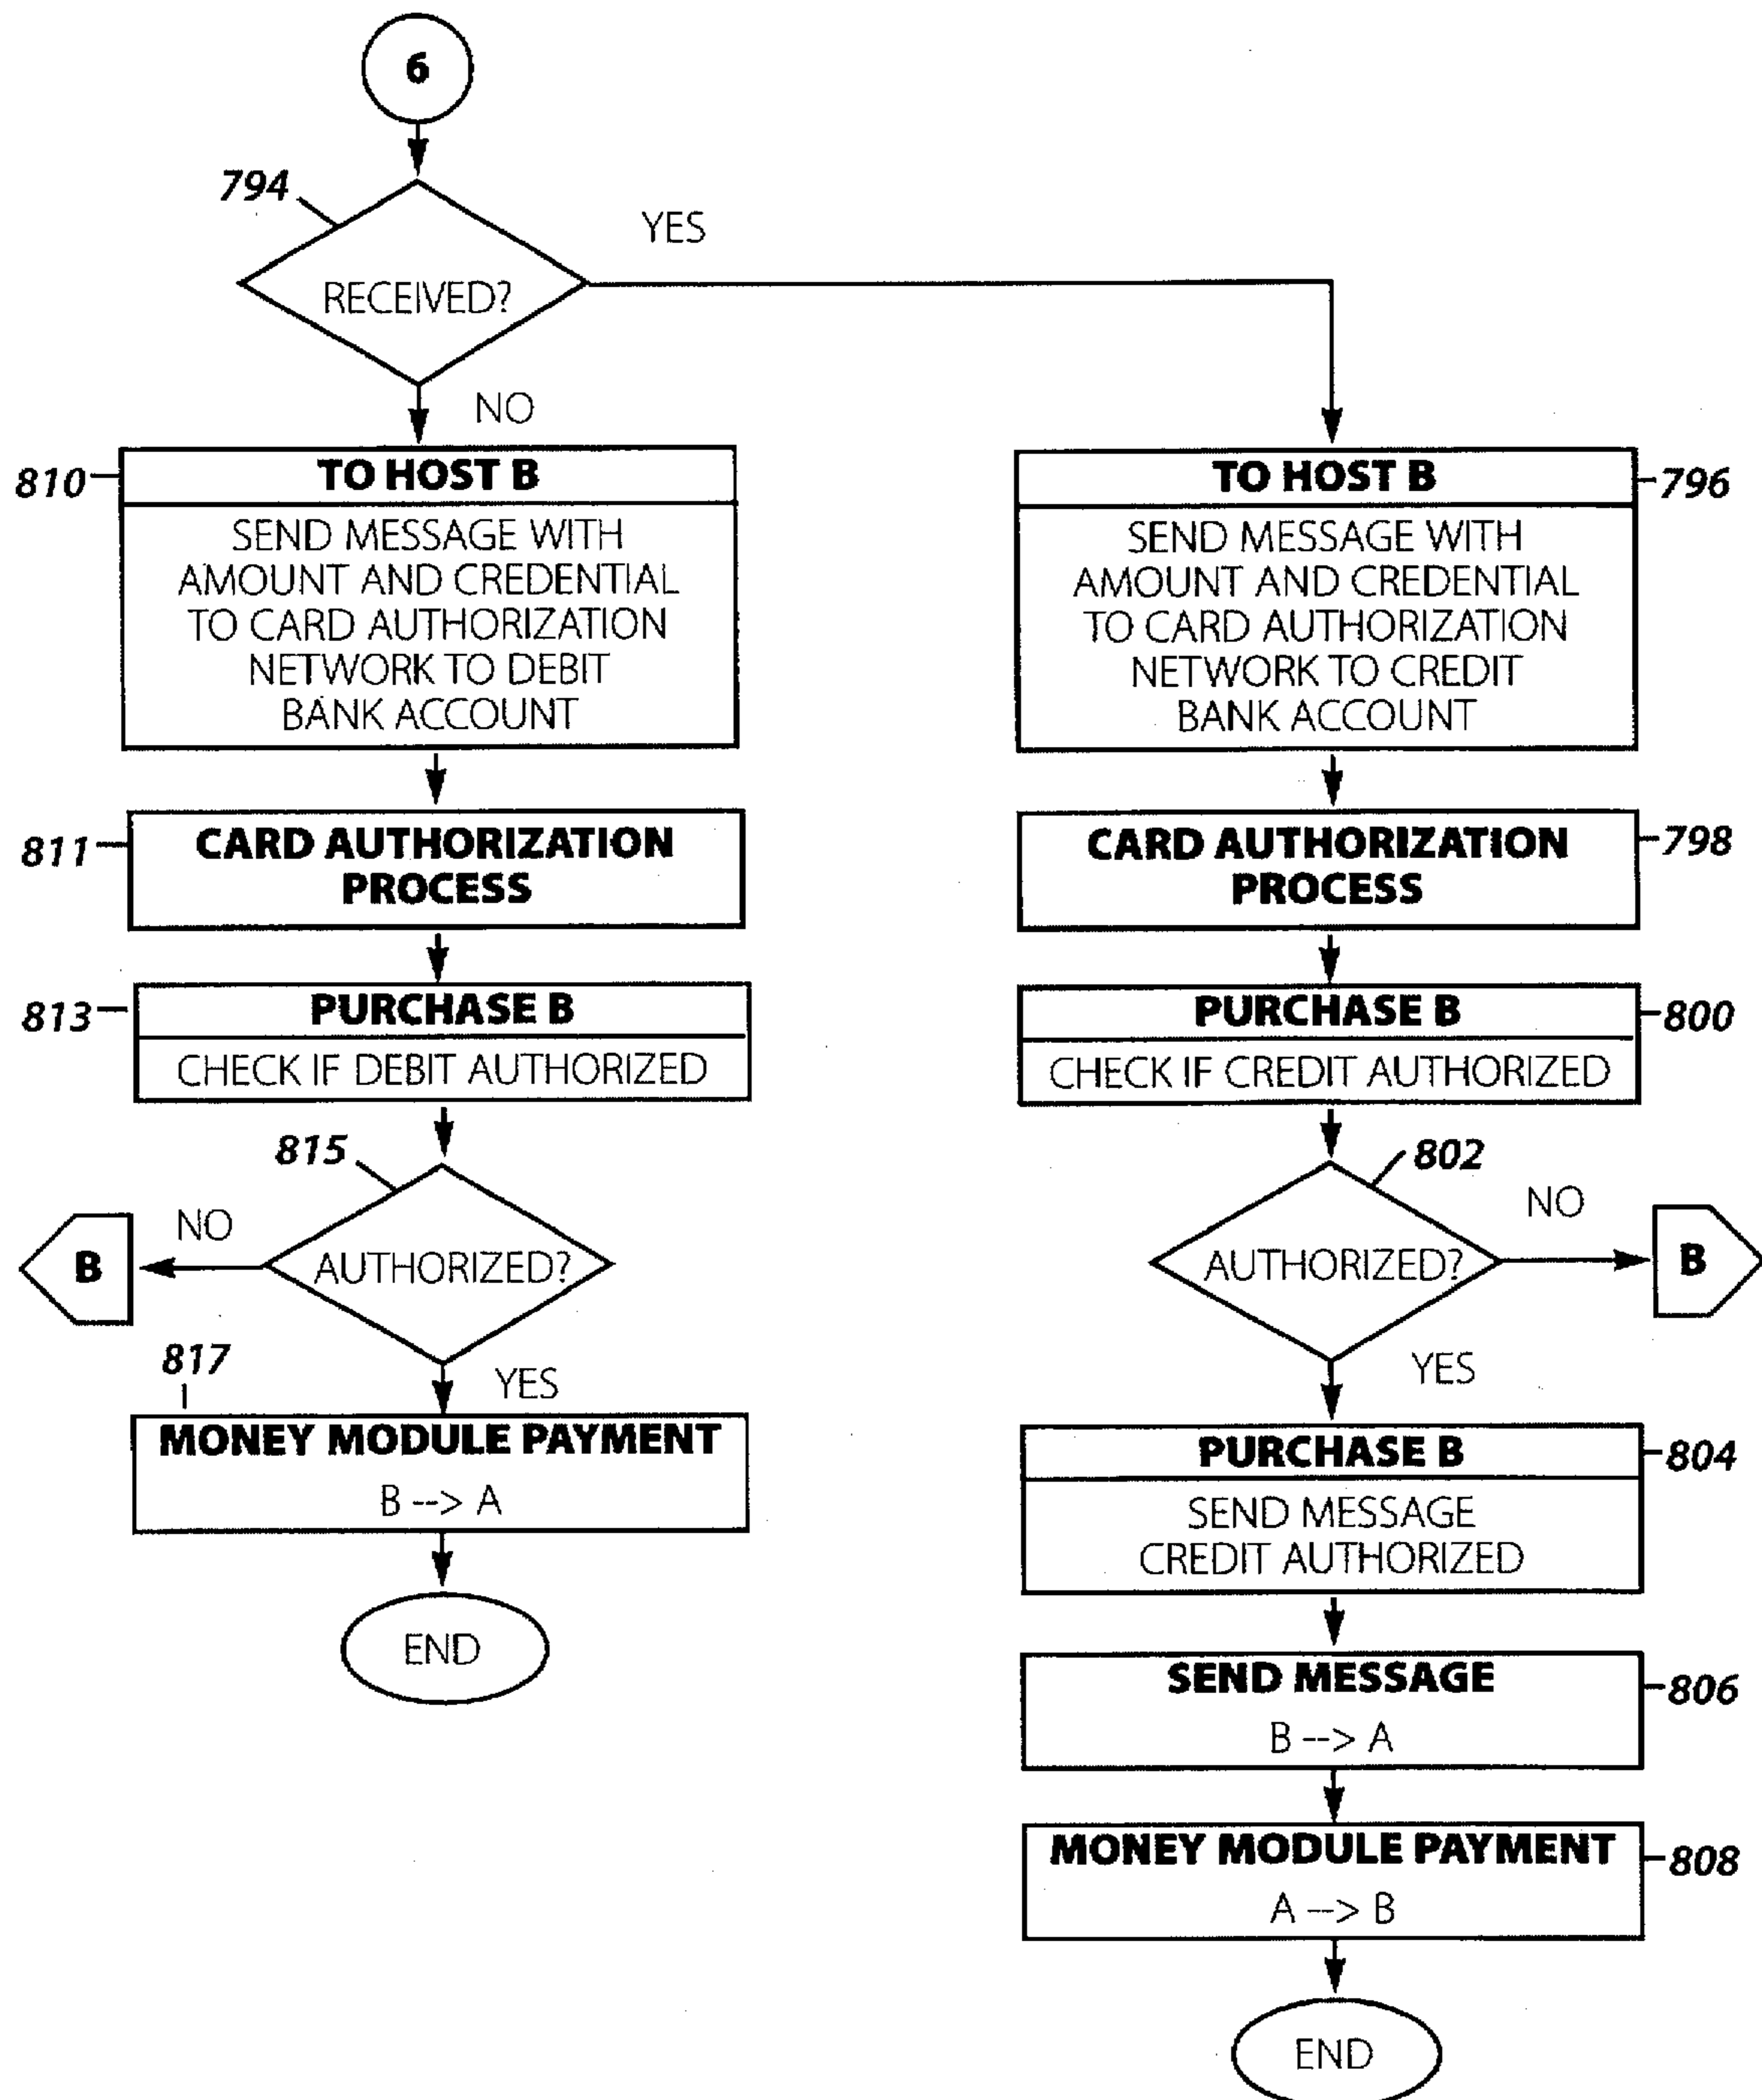 6
794
YES
RECEIVED?
NO
810
TO HOST B
SEND MESSAGE WITH
AMOUNT AND CREDENTIAL
TO CARD AUTHORIZATION
NETWORK TO DEBIT
BANK ACCOUNT
811
CARD AUTHORIZATION
PROCESS
813
PURCHASE B
CHECK IF DEBIT AUTHORIZED
815
NO
B
AUTHORIZED?
817
YES
MONEY MODULE PAYMENT
B --> A
END
TO HOST B
796
SEND MESSAGE WITH
AMOUNT AND CREDENTIAL
TO CARD AUTHORIZATION
NETWORK TO CREDIT
BANK ACCOUNT
CARD AUTHORIZATION
PROCESS
798
PURCHASE B
800
CHECK IF CREDIT AUTHORIZED
802
NO
AUTHORIZED?
B
YES
PURCHASE B
804
SEND MESSAGE
CREDIT AUTHORIZED
SEND MESSAGE
806
B --> A
MONEY MODULE PAYMENT
808
A --> B
END